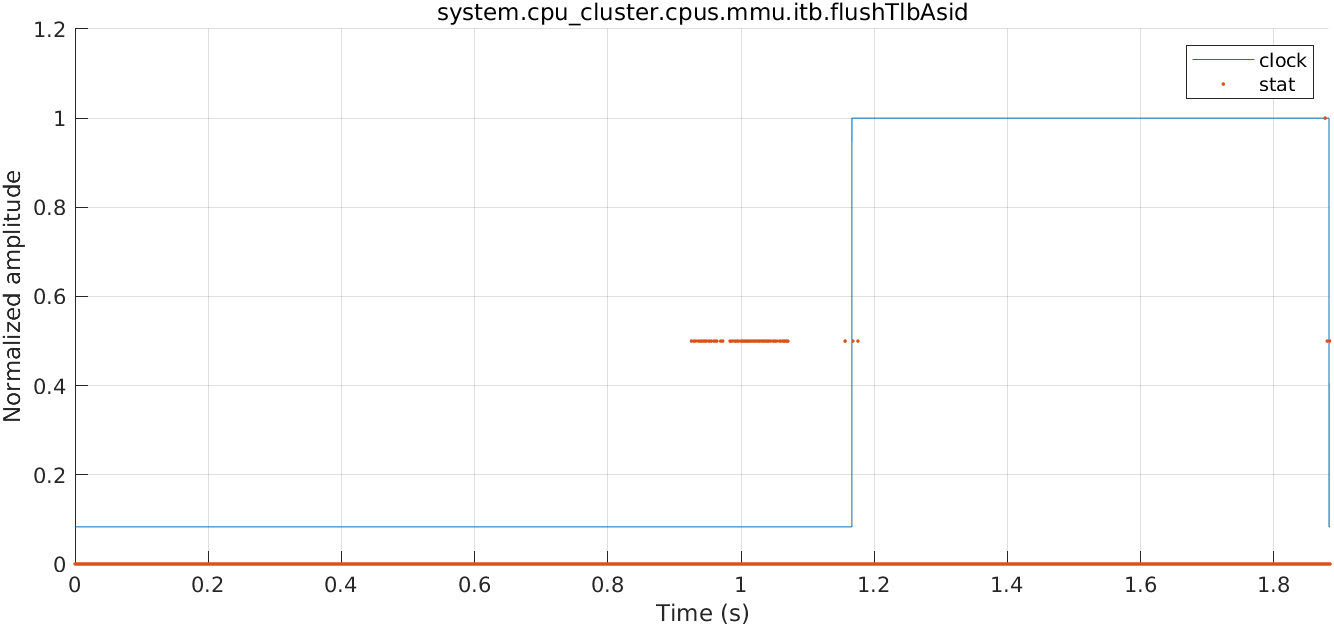 system.cpu_cluster.cpus.mmu.itb.flushTlbAsid
1.2
1
0.8
0.6
0.4
0.2
0
Normalized amplitude
clock
stat
0 0.2 0.4 0.6 0.8 1 1.2 1.4 1.6 1.8
Time (s)